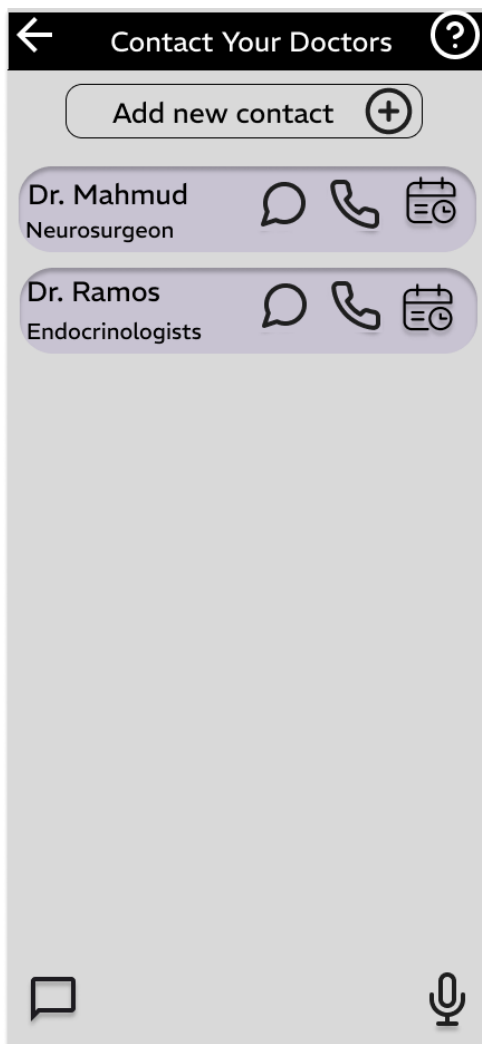 Contact Your Doctors
?
Add new contact
Dr. Mahmud
Neurosurgeon
Dr. Ramos
Endocrinologists